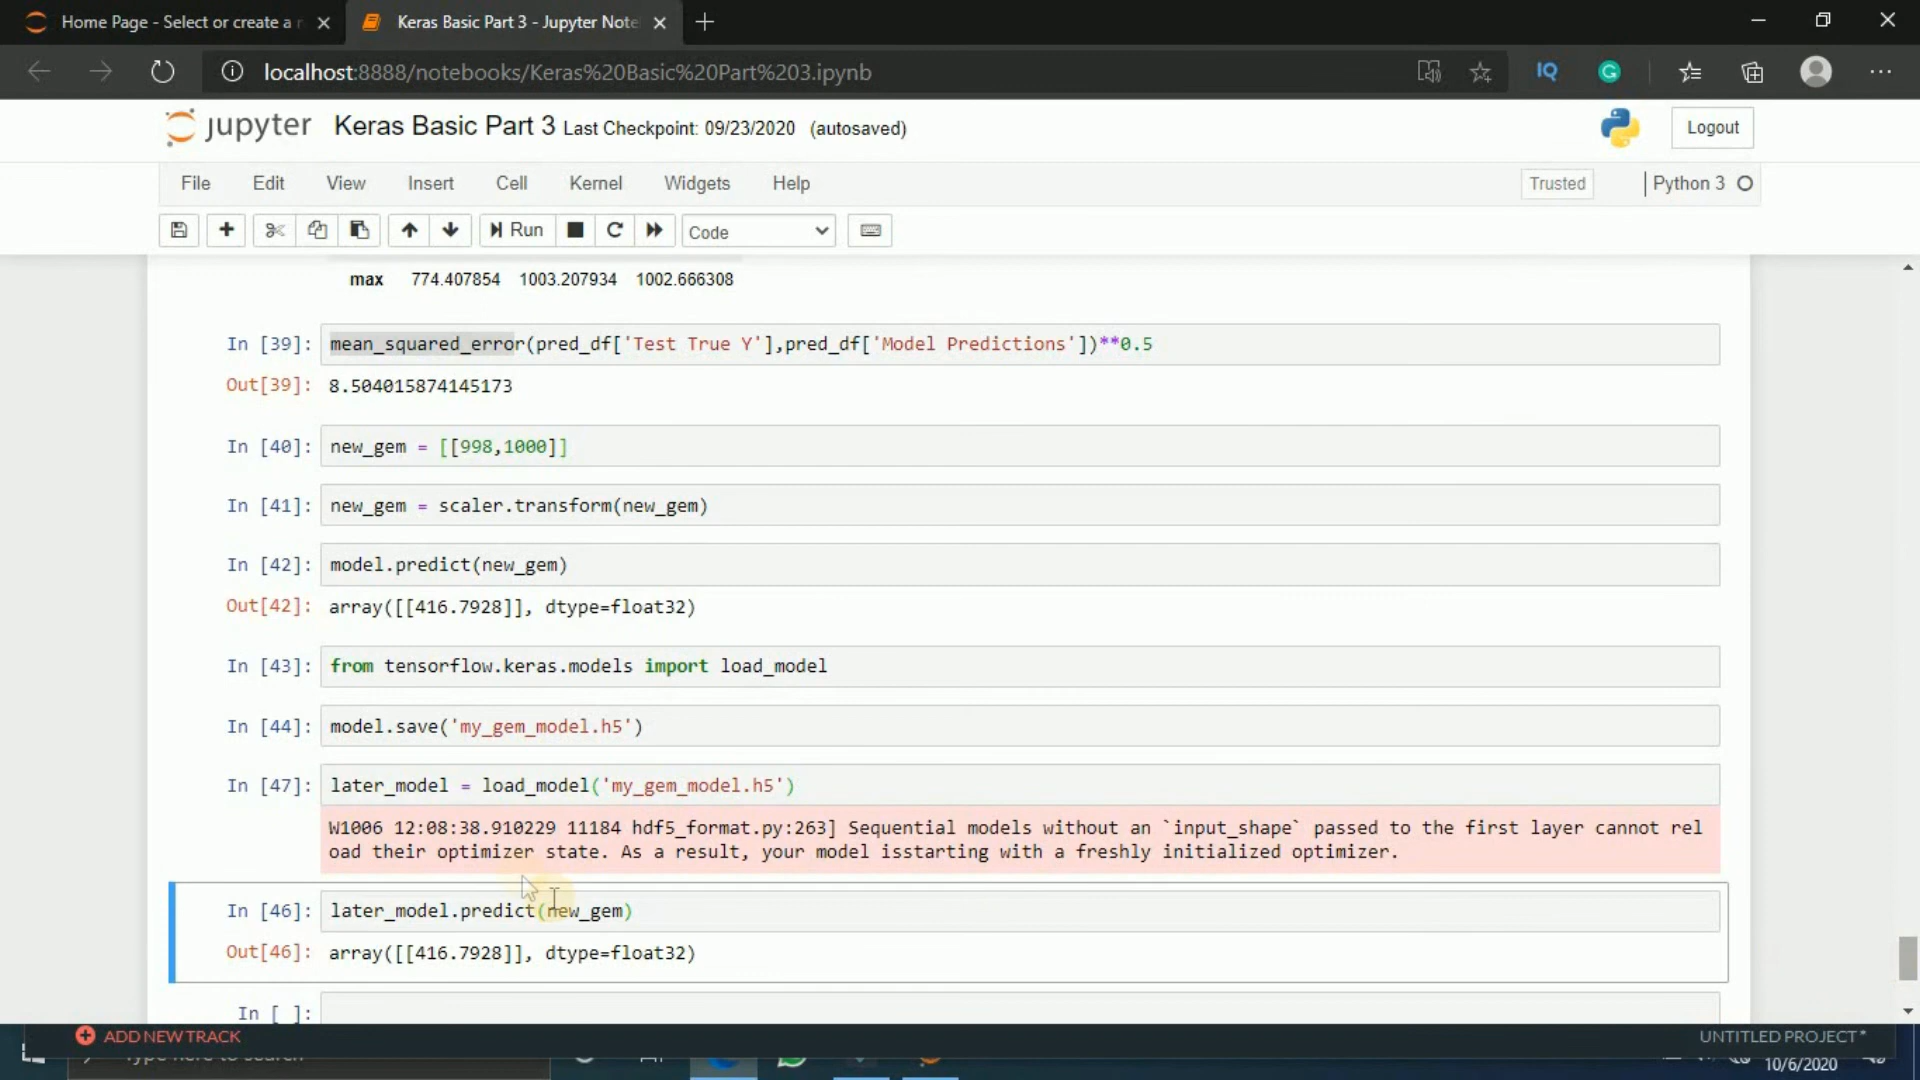 Home Page - Select or create a
Keras Basic Part 3 - Jupyter Note
localhost:8888/notebooks/Keras%20Basic%20Part%203.ipynb
IQ
jupyter Keras Basic Part 3 Last Checkpoint: 09/23/2020 (autosaved)
Logout
File Edit View Insert Cell Kernel Widgets Help
Trusted
Python 3
Run
Code
max 774.407854 1003.207934 1002.666308
In [39]: mean_squared_error(pred_df['Test True Y'],pred_df['Model Predictions'])**0.5
Out[39]: 8.504015874145173
In [40]: new_gem = [[998,1000]]
In [41]: new_gem = scaler.transform(new_gem)
In [42]: model.predict(new_gem)
Out[42]: array([[416.7928]], dtype=float32)
In [43]: from tensorflow.keras.models import load_model
In [44]: model.save('my_gem_model.h5')
In [47]: later_model = load_model('my_gem_model.h5')
W1006 12:08:38.910229 11184 hdf5_format.py:263] Sequential models without an `input_shape` passed to the first layer cannot rel
oad their optimizer state. As a result, your model isstarting with a freshly initialized optimizer.
In [46]: later_model.predict(new_gem)
Out[46]: array([[416.7928]], dtype=float32)
In [ ]:
ADD NEW TRACK
UNTITLED PROJECT*
10/6/2020